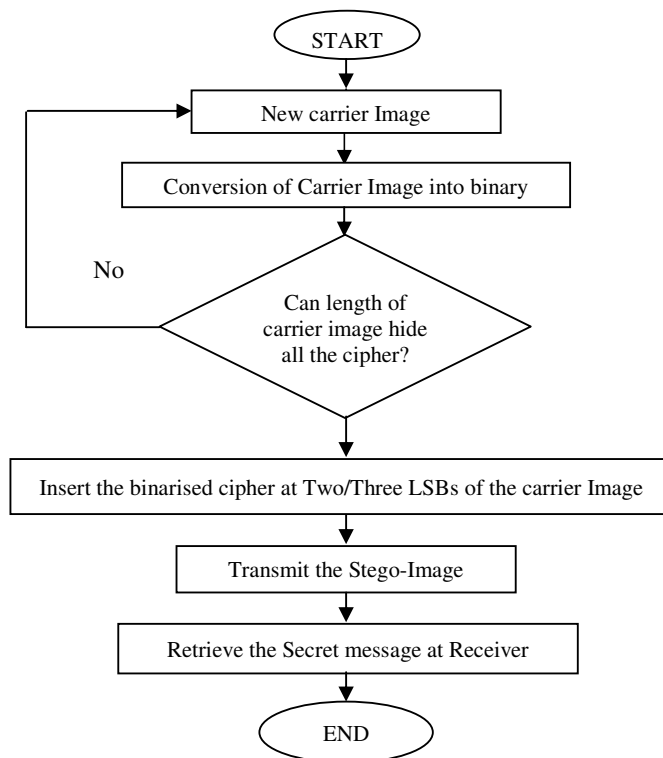 START
New carrier Image
Conversion of Carrier Image into binary
No
Can length of
carrier image hide
all the cipher?
Insert the binarised cipher at Two/Three LSBs of the carrier Image
Transmit the Stego-Image
Retrieve the Secret message at Receiver
END